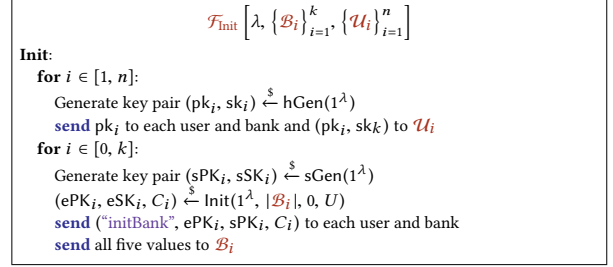 ℱ_Init [λ, {ℬ_i}_{i=1}^k, {𝒰_i}_{i=1}^n]
Init:
for i ∈ [1, n]:
Generate key pair (pk_i, sk_i) ←$ hGen(1^λ)
send pk_i to each user and bank and (pk_i, sk_k) to 𝒰_i
for i ∈ [0, k]:
Generate key pair (sPK_i, sSK_i) ←$ sGen(1^λ)
(ePK_i, eSK_i, C_i) ←$ Init(1^λ, |ℬ_i|, 0, U)
send (“initBank”, ePK_i, sPK_i, C_i) to each user and bank
send all five values to ℬ_i